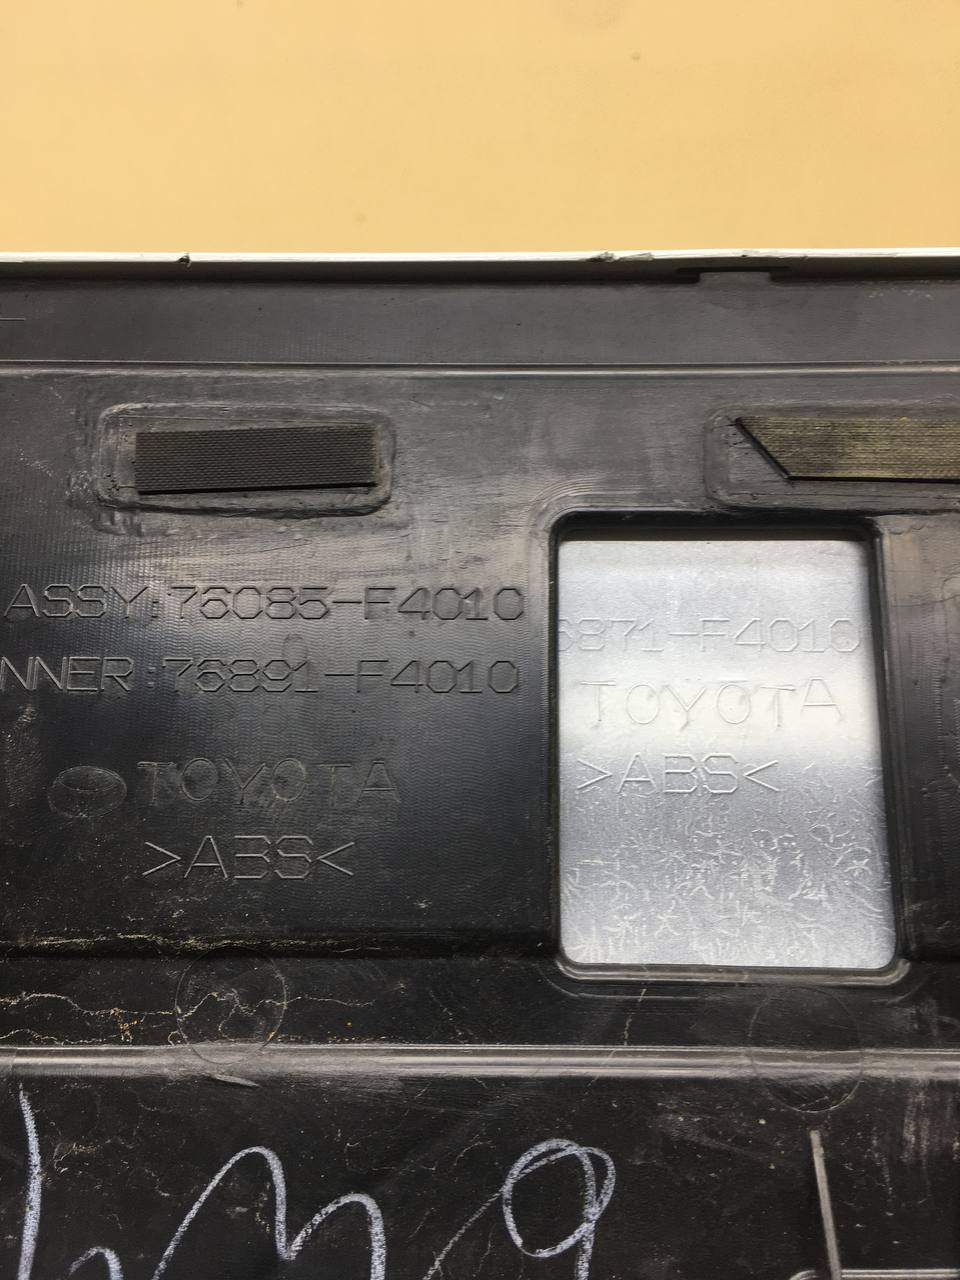 ASSY:76085-F4010
NNER:76891-F4010
TOYOTA
>ABS<
6871-F4010
TOYOTA
>ABS<